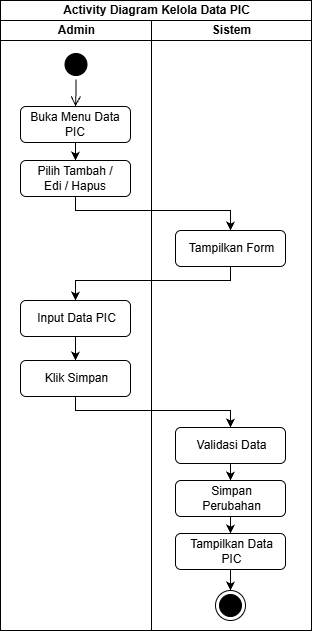 Activity Diagram Kelola Data PIC
Admin
Sistem
Buka Menu Data
PIC
Pilih Tambah /
Edi / Hapus
Tampilkan Form
Input Data PIC
Klik Simpan
Validasi Data
Simpan
Perubahan
Tampilkan Data
PIC